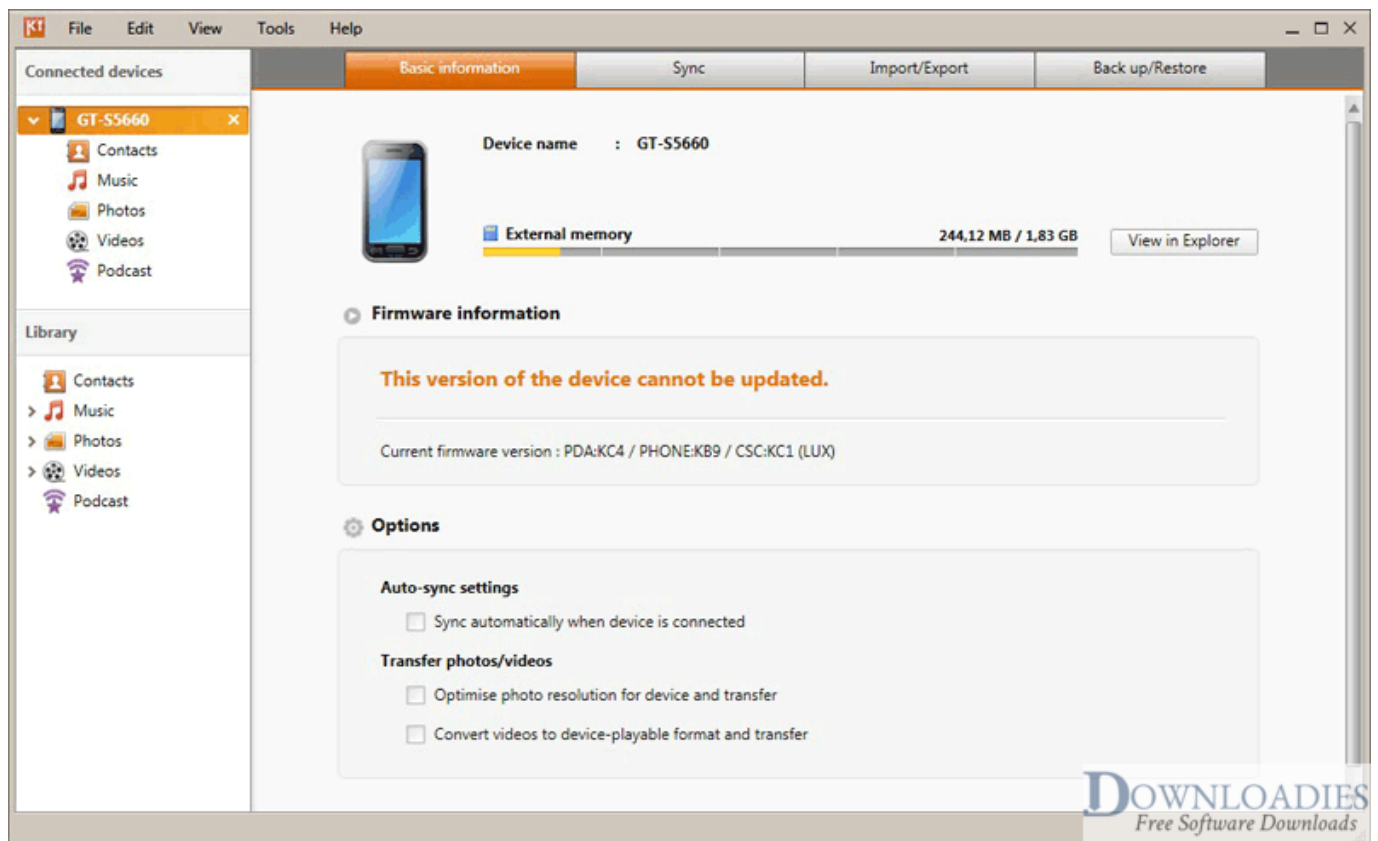 File Edit View Tools Help
Connected devices
Basic information Sync Import/Export Back up/Restore
GT-S5660
Contacts
Music
Photos
Videos
Podcast
Library
Contacts
Music
Photos
Videos
Podcast
Device name : GT-S5660
External memory 244,12 MB / 1,83 GB View in Explorer
Firmware information
This version of the device cannot be updated.
Current firmware version : PDA:KC4 / PHONE:KB9 / CSC:KC1 (LUX)
Options
Auto-sync settings
Sync automatically when device is connected
Transfer photos/videos
Optimise photo resolution for device and transfer
Convert videos to device-playable format and transfer
DOWNLOADIES
Free Software Downloads